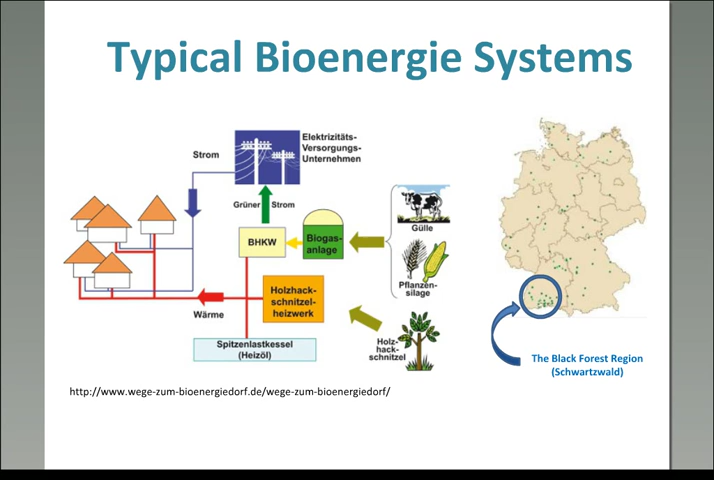 Typical Bioenergie Systems
Strom
Elektrizitäts-
Versorgungs-
Unternehmen
Grüner Strom
Gülle
BHKW
Biogas-
anlage
Pflanzen-
silage
Holzhack-
schnitzel-
heizwerk
Wärme
Holz-
hack-
schnitzel
Spitzenlastkessel
(Heizöl)
The Black Forest Region
(Schwartzwald)
http://www.wege-zum-bioenergiedorf.de/wege-zum-bioenergiedorf/